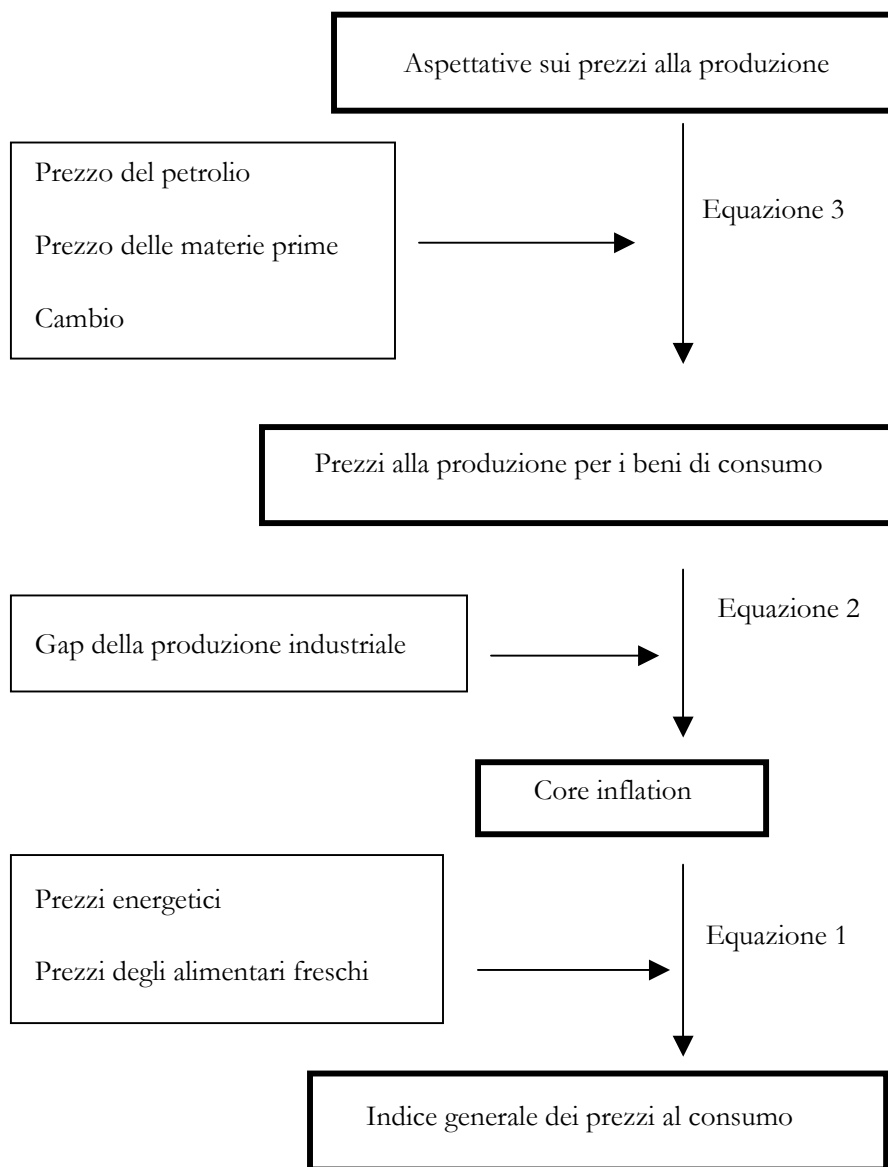 Aspettative sui prezzi alla produzione
Prezzo del petrolio
Equazione 3
Prezzo delle materie prime
Cambio
Prezzi alla produzione per i beni di consumo
Equazione 2
Gap della produzione industriale
Core inflation
Prezzi energetici
Equazione 1
Prezzi degli alimentari freschi
Indice generale dei prezzi al consumo